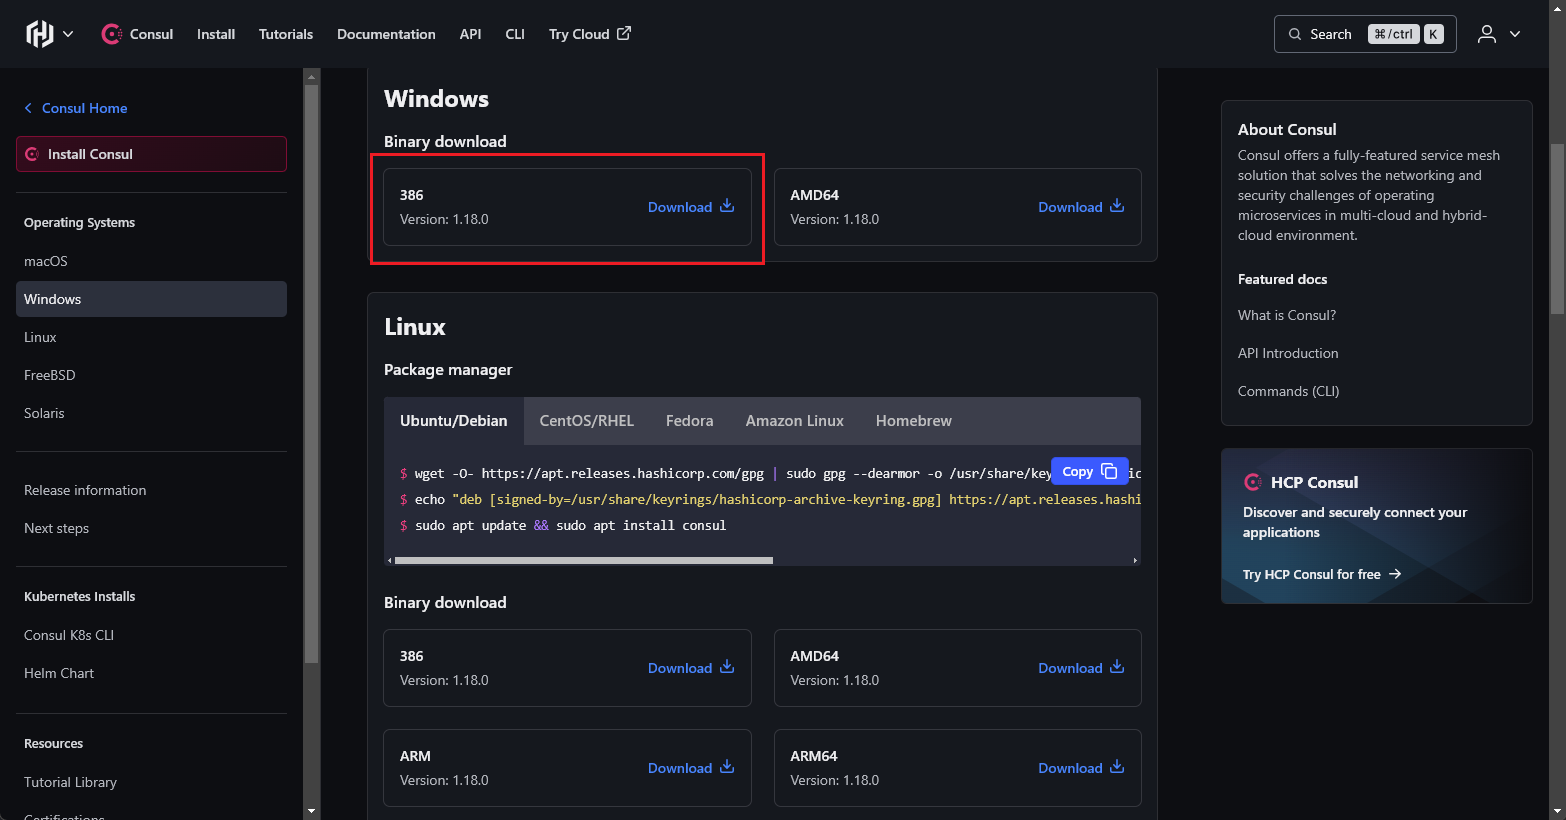 Consul
Install
Tutorials
Documentation
API
CLI
Try Cloud
Search
⌘/ctrl
K
Consul Home
Install Consul
Operating Systems
macOS
Windows
Linux
FreeBSD
Solaris
Release information
Next steps
Kubernetes Installs
Consul K8s CLI
Helm Chart
Resources
Tutorial Library
Certifications
Windows
Binary download
386
Version: 1.18.0
Download
AMD64
Version: 1.18.0
Download
Linux
Package manager
Ubuntu/Debian
CentOS/RHEL
Fedora
Amazon Linux
Homebrew
$ wget -O- https://apt.releases.hashicorp.com/gpg | sudo gpg --dearmor -o /usr/share/key
Copy
$ echo "deb [signed-by=/usr/share/keyrings/hashicorp-archive-keyring.gpg] https://apt.releases.hashi
$ sudo apt update && sudo apt install consul
Binary download
386
Version: 1.18.0
Download
AMD64
Version: 1.18.0
Download
ARM
Version: 1.18.0
Download
ARM64
Version: 1.18.0
Download
About Consul
Consul offers a fully-featured service mesh
solution that solves the networking and
security challenges of operating
microservices in multi-cloud and hybrid-
cloud environment.
Featured docs
What is Consul?
API Introduction
Commands (CLI)
HCP Consul
Discover and securely connect your
applications
Try HCP Consul for free →